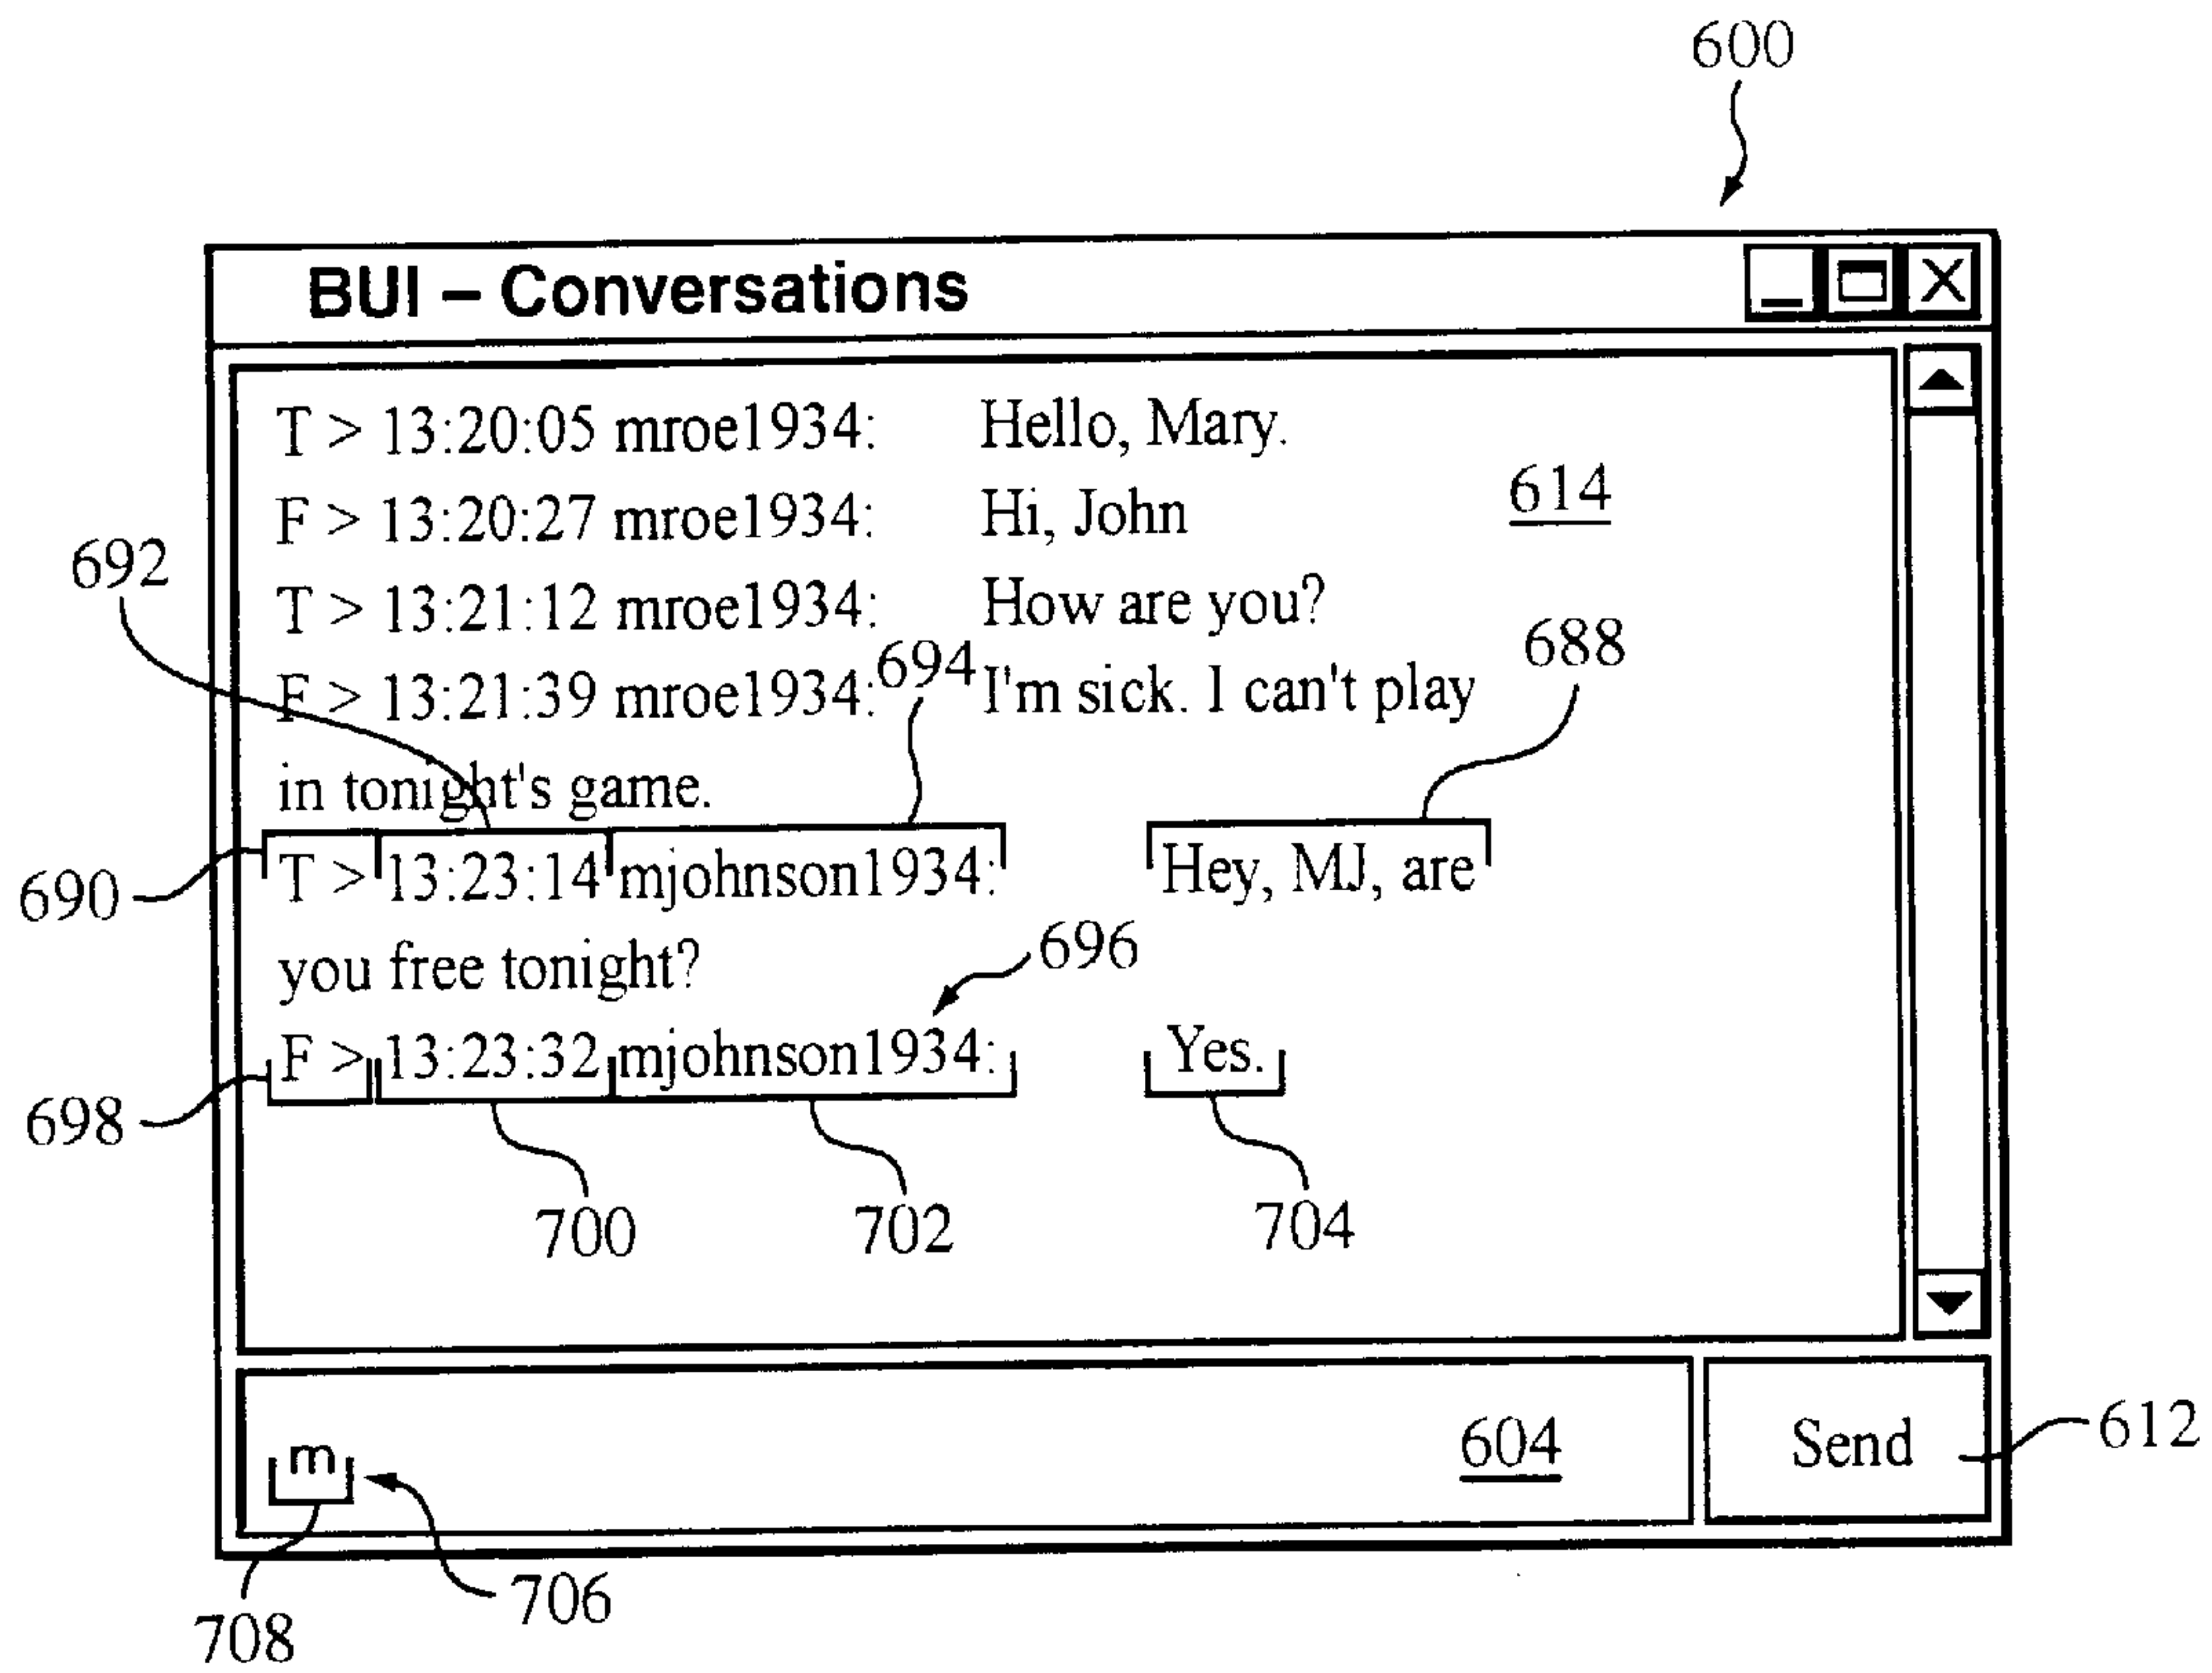 600
BUI – Conversations
T > 13:20:05 mroe1934: Hello, Mary.
614
F > 13:20:27 mroe1934: Hi, John
692
T > 13:21:12 mroe1934: How are you?
694
688
F > 13:21:39 mroe1934: I'm sick. I can't play
in tonight's game.
690
T > 13:23:14 mjohnson1934: Hey, MJ, are
696
you free tonight?
F > 13:23:32 mjohnson1934: Yes.
698
700
702
704
m
604
Send
612
706
708